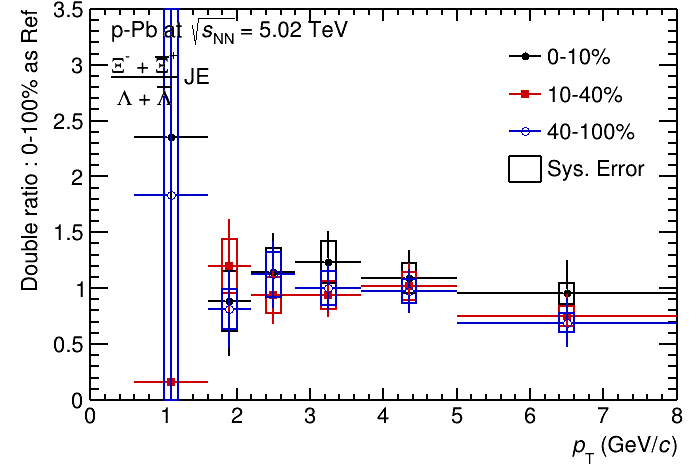 Double ratio : 0-100% as Ref
p-Pb at √sNN = 5.02 TeV
Ξ⁻ + Ξ̅⁺
Λ + Λ̅
JE
0-10%
10-40%
40-100%
Sys. Error
3.5
3
2.5
2
1.5
1
0.5
0
0 1 2 3 4 5 6 7 8
pT (GeV/c)